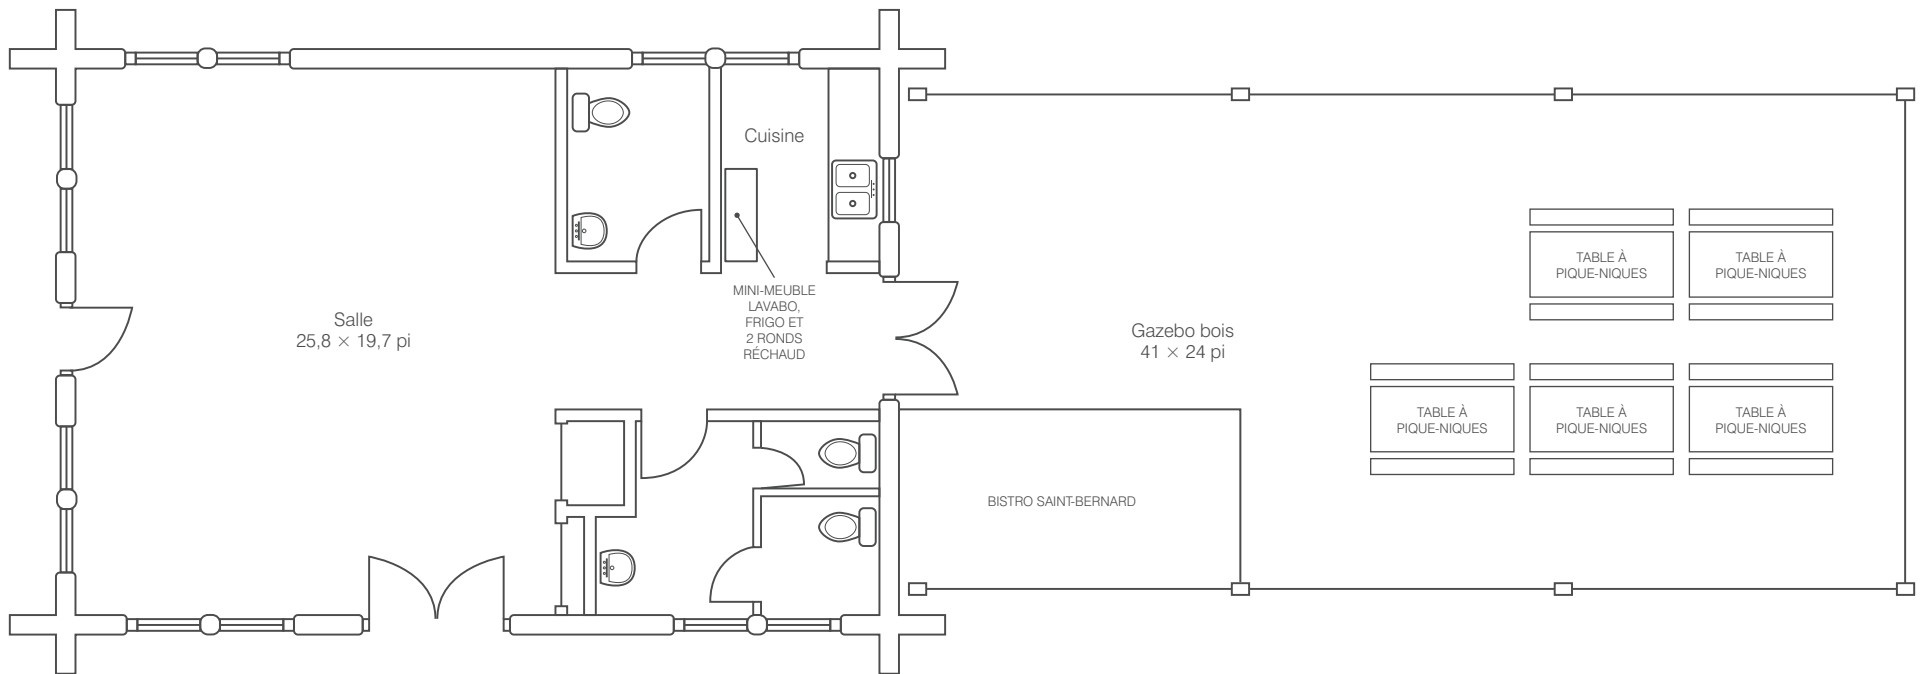 Cuisine
MINI-MEUBLE
LAVABO,
FRIGO ET
2 RONDS
RÉCHAUD
Salle
25,8 × 19,7 pi
Gazebo bois
41 × 24 pi
TABLE À
PIQUE-NIQUES
TABLE À
PIQUE-NIQUES
TABLE À
PIQUE-NIQUES
TABLE À
PIQUE-NIQUES
TABLE À
PIQUE-NIQUES
BISTRO SAINT-BERNARD